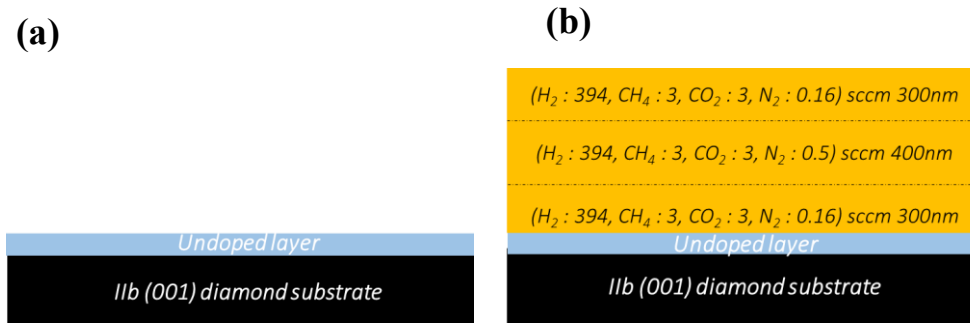 (a)
Undoped layer
IIb (001) diamond substrate
(b)
(H₂ : 394, CH₄ : 3, CO₂ : 3, N₂ : 0.16) sccm 300nm
(H₂ : 394, CH₄ : 3, CO₂ : 3, N₂ : 0.5) sccm 400nm
(H₂ : 394, CH₄ : 3, CO₂ : 3, N₂ : 0.16) sccm 300nm
Undoped layer
IIb (001) diamond substrate